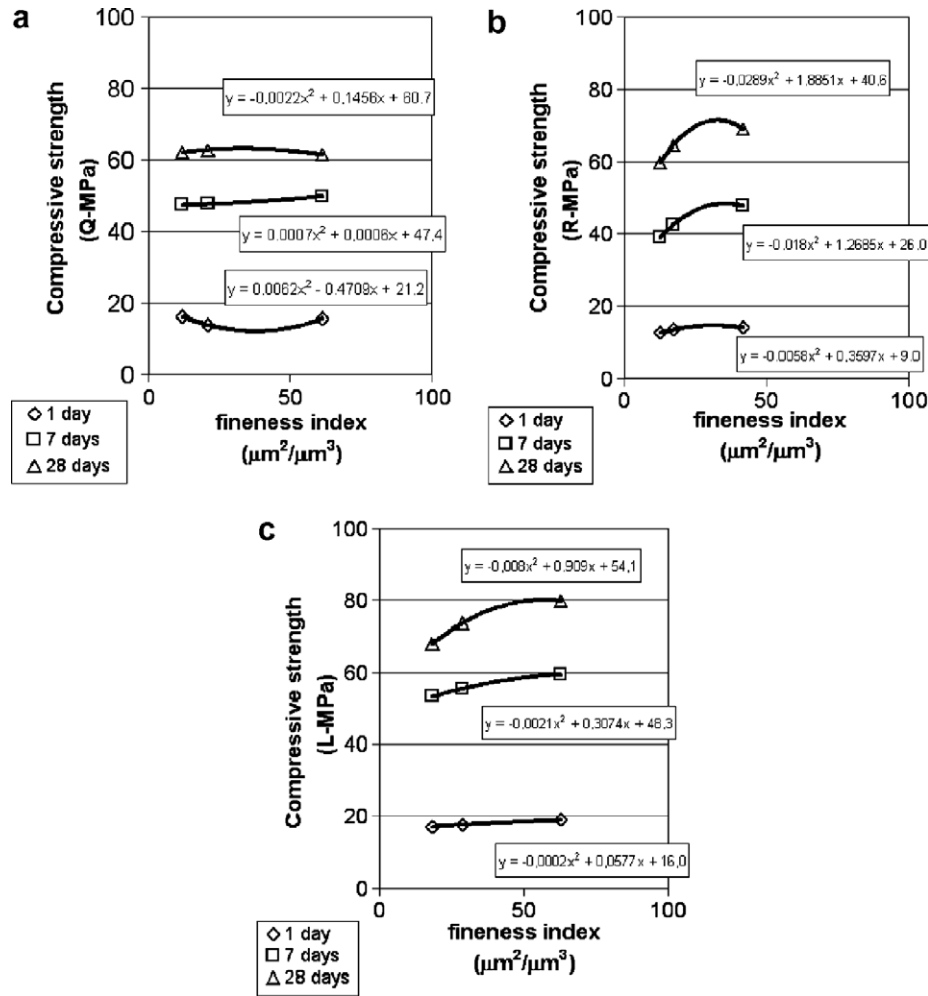 a
100
80
60
40
20
0
Compressive strength
(Q-MPa)
y = -0,0022x² + 0,1456x + 60,7
y = 0,0007x² + 0,0006x + 47,4
y = 0,0062x² - 0,4709x + 21,2
0 50 100
fineness index
(μm²/μm³)
1 day
7 days
28 days
b
100
80
60
40
20
0
Compressive strength
(R-MPa)
y = -0,0289x² + 1,8851x + 40,6
y = -0,018x² + 1,2685x + 26,0
y = -0,0058x² + 0,3597x + 9,0
0 50 100
fineness index
(μm²/μm³)
1 day
7 days
28 days
c
100
80
60
40
20
0
Compressive strength
(L-MPa)
y = -0,008x² + 0,909x + 54,1
y = -0,0021x² + 0,3074x + 48,3
y = -0,0002x² + 0,0577x + 16,0
0 50 100
fineness index
(μm²/μm³)
1 day
7 days
28 days